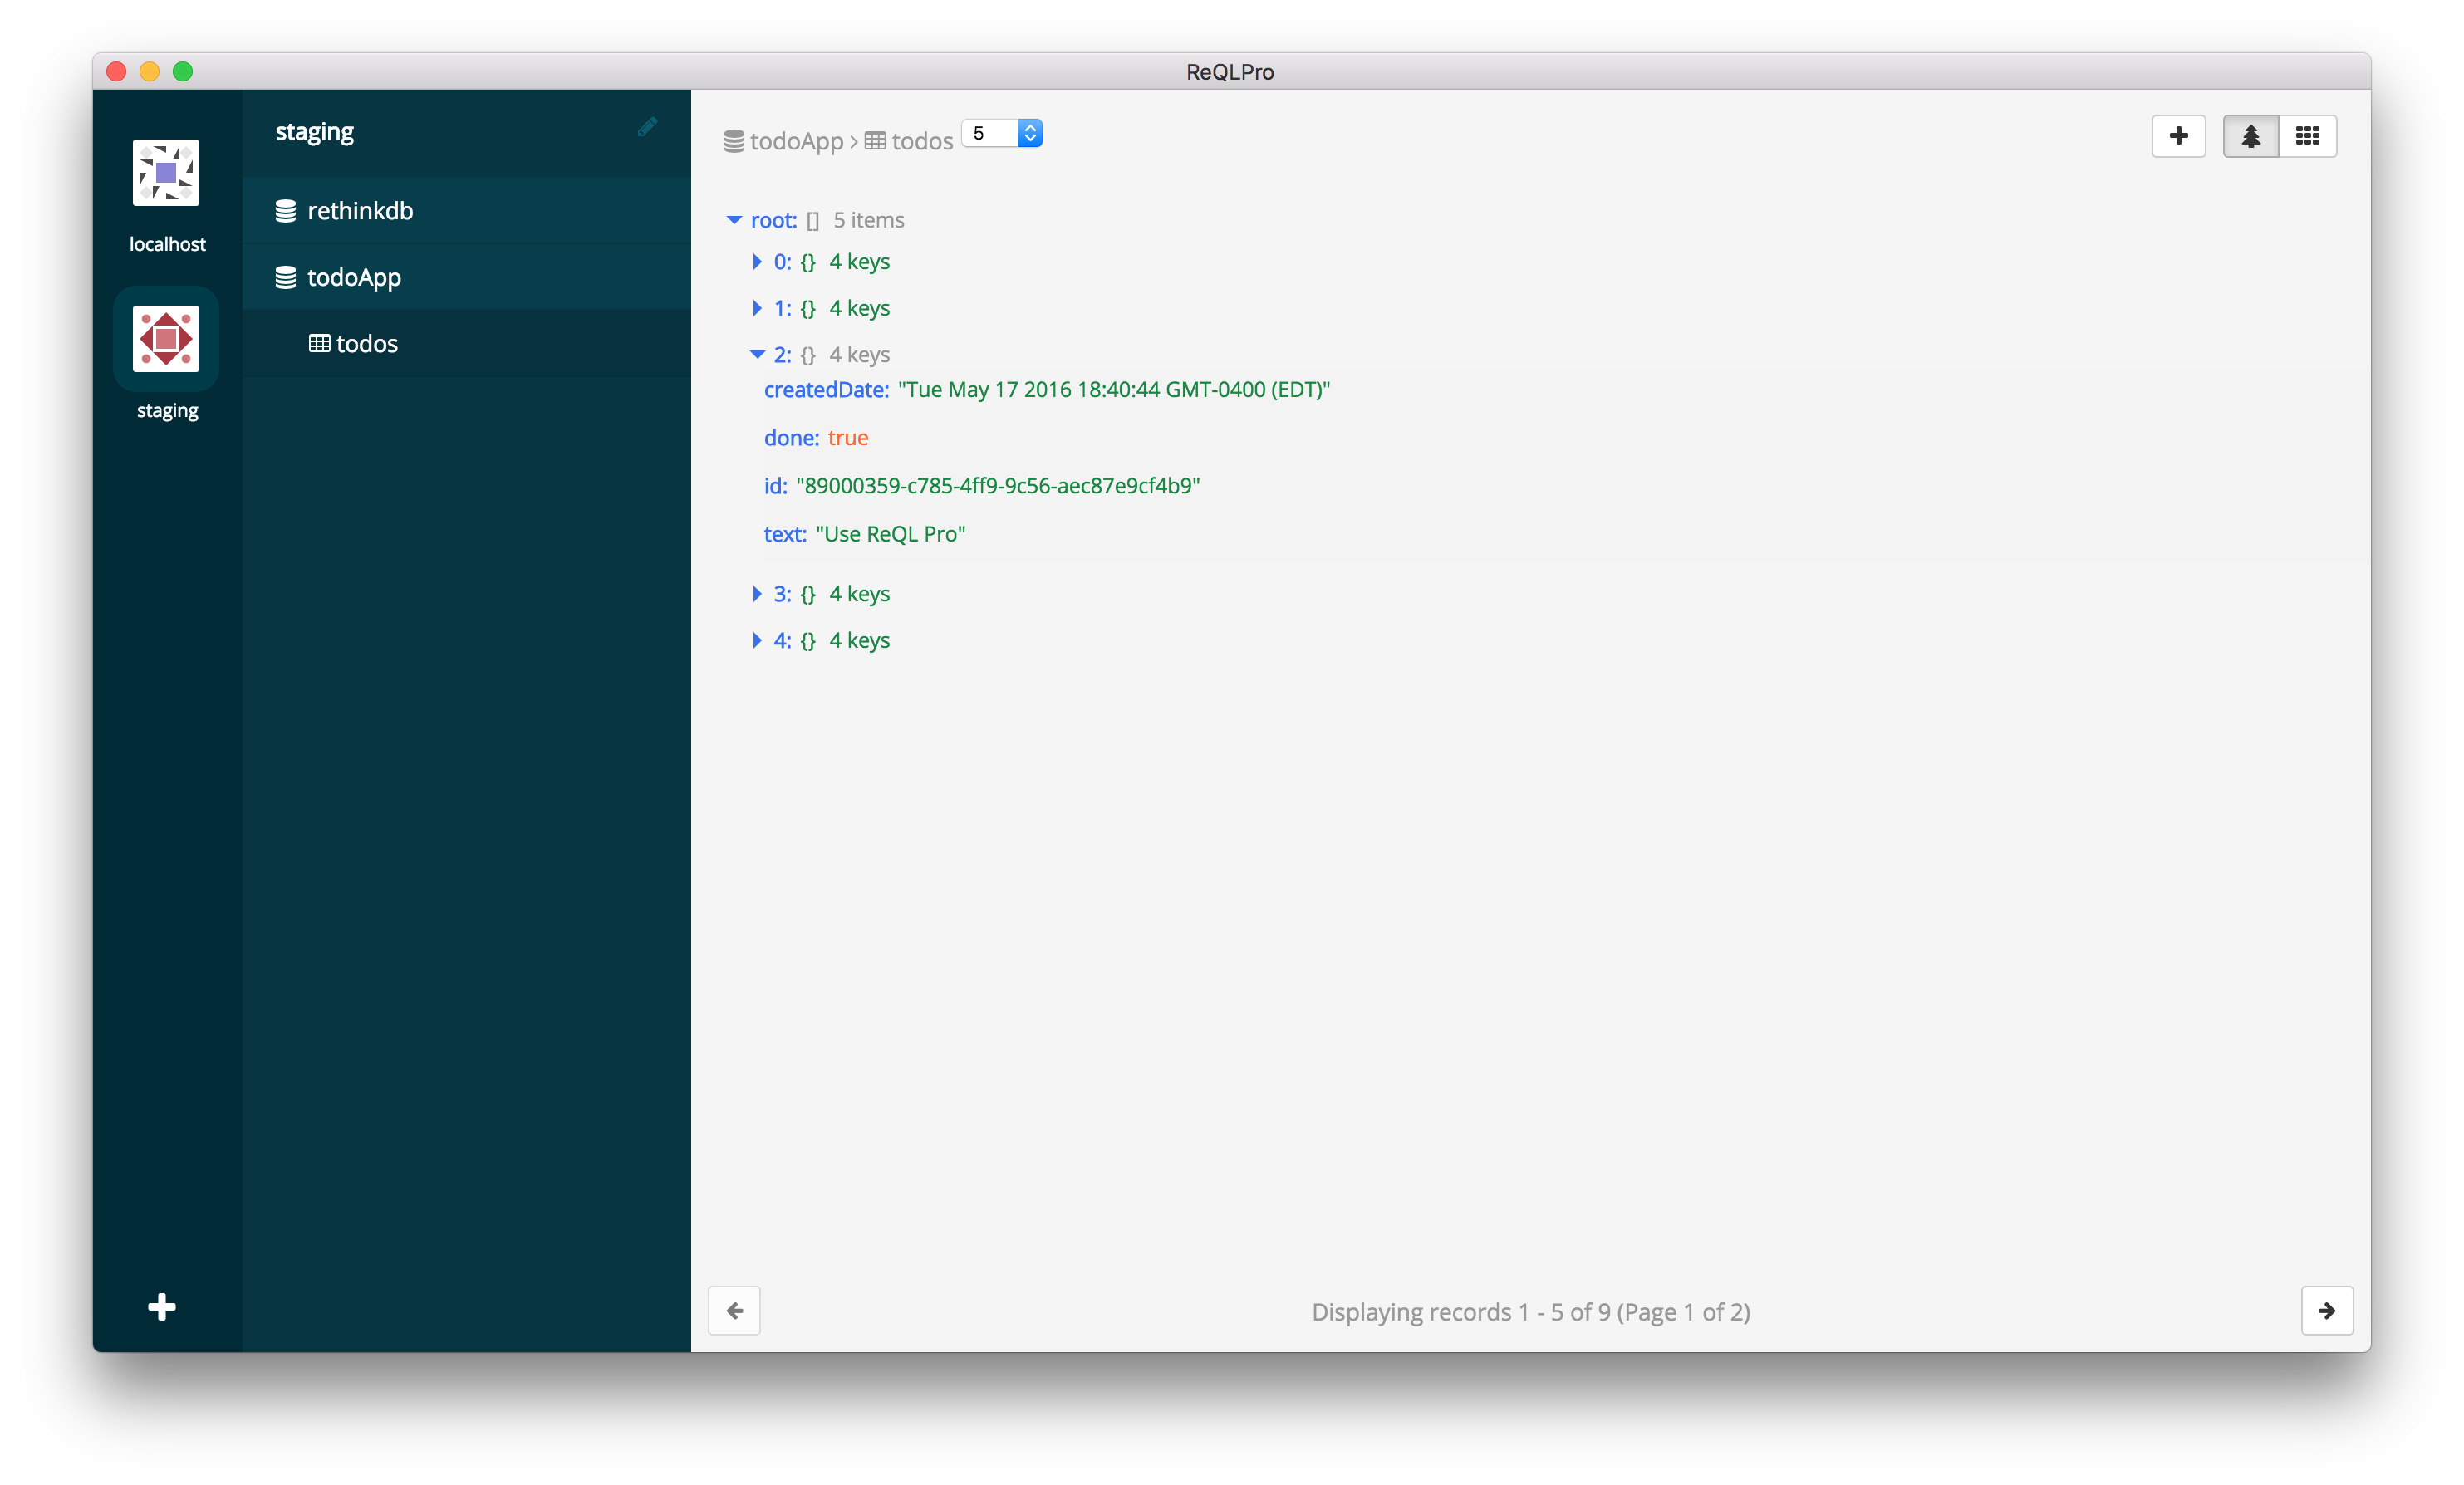 ReQLPro
localhost
staging
staging
rethinkdb
todoApp
todos
todoApp > todos 5
root: [] 5 items
0: {} 4 keys
1: {} 4 keys
2: {} 4 keys
createdDate: "Tue May 17 2016 18:40:44 GMT-0400 (EDT)"
done: true
id: "89000359-c785-4ff9-9c56-aec87e9cf4b9"
text: "Use ReQL Pro"
3: {} 4 keys
4: {} 4 keys
Displaying records 1 - 5 of 9 (Page 1 of 2)